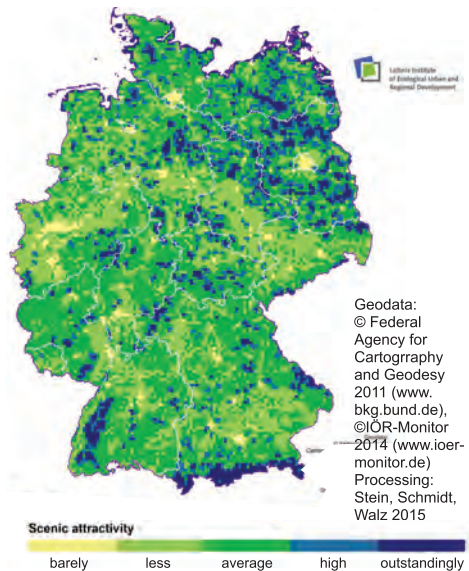 Leibniz Institute
of Ecological Urban and
Regional Development
Geodata:
© Federal
Agency for
Cartography
and Geodesy
2011 (www.
bkg.bund.de),
©IÖR-Monitor
2014 (www.ioer-
monitor.de)
Processing:
Stein, Schmidt,
Walz 2015
Scenic attractivity
barely less average high outstandingly